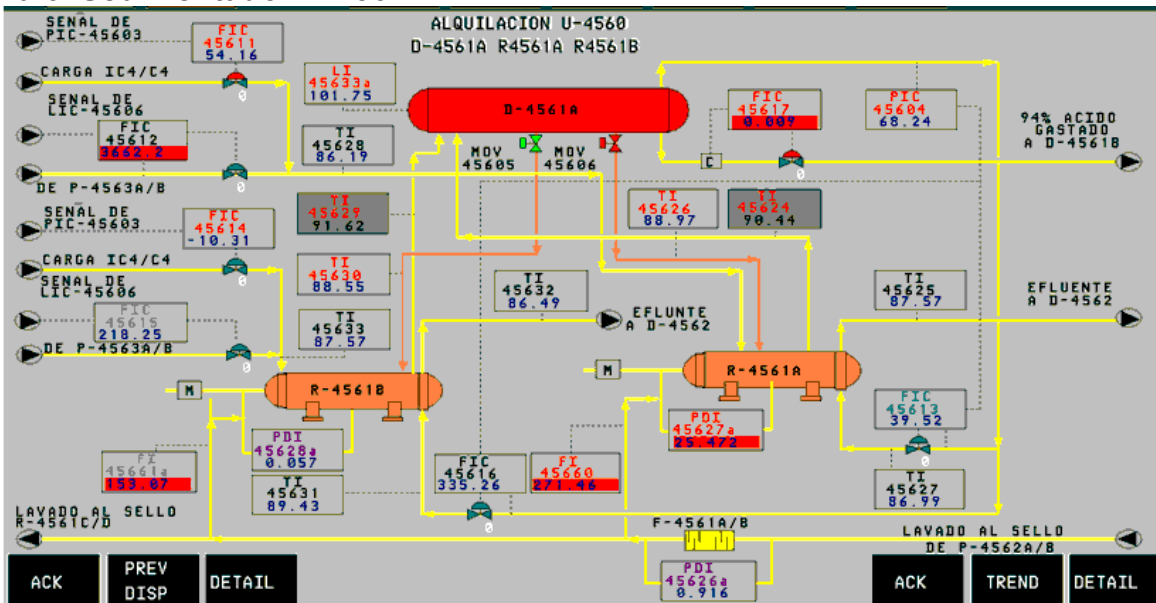 ALQUILACION U-4560
D-4561A R4561A R4561B
SENAL DE
PIC-45603
FIC
45611
54.16
0
CARGA IC4/C4
SENAL DE
LIC-45606
FIC
45612
3662.2
0
DE P-4563A/B
SENAL DE
PIC-45603
FIC
45614
-10.31
0
CARGA IC4/C4
SENAL DE
LIC-45606
FIC
45615
218.25
0
DE P-4563A/B
LI
45633a
101.75
TI
45628
86.19
TI
45629
91.62
TI
45630
88.55
TI
45633
87.57
D-4561A
MOV
45605
MOV
45606
FIC
45617
0.009
PIC
45604
68.24
C
0
94% ACIDO
GASTADO
A D-4561B
TI
45626
88.97
TI
45624
90.44
TI
45632
86.49
EFLUNTE
A D-4562
TI
45625
87.57
EFLUENTE
A D-4562
M
R-4561B
M
R-4561A
PDI
45628a
0.057
PDI
45627a
25.472
FIC
45613
39.52
0
FI
45661a
153.07
TI
45631
89.43
FIC
45616
335.26
0
FI
45660
271.46
TI
45627
86.99
LAVADO AL SELLO
R-4561C/D
F-4561A/B
LAVADO AL SELLO
DE P-4562A/B
PDI
45626a
0.916
ACK
PREV
DISP
DETAIL
ACK
TREND
DETAIL